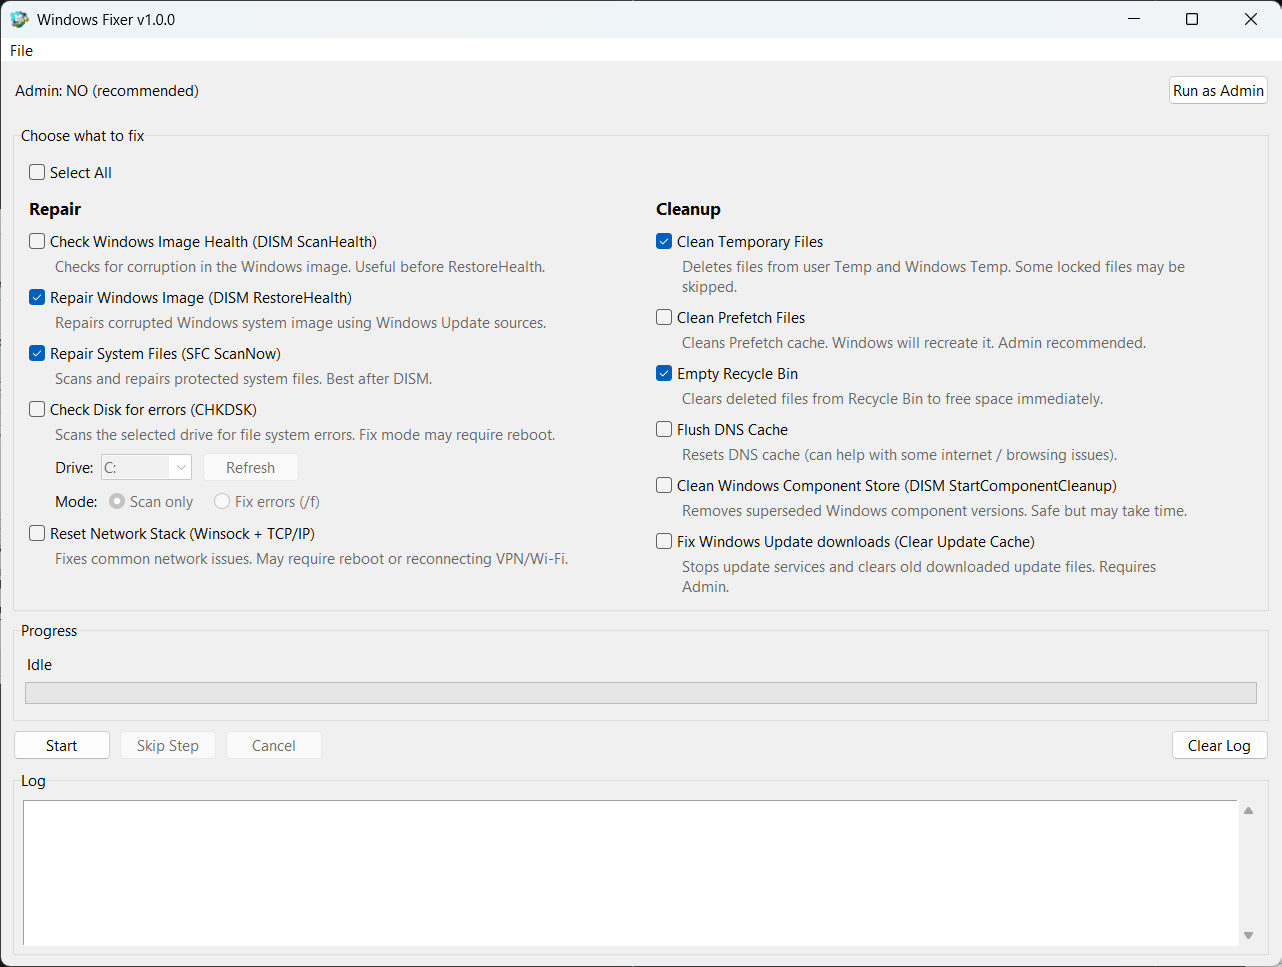 Windows Fixer v1.0.0
File
Admin: NO (recommended)
Run as Admin
Choose what to fix
Select All
Repair
Check Windows Image Health (DISM ScanHealth)
Checks for corruption in the Windows image. Useful before RestoreHealth.
Repair Windows Image (DISM RestoreHealth)
Repairs corrupted Windows system image using Windows Update sources.
Repair System Files (SFC ScanNow)
Scans and repairs protected system files. Best after DISM.
Check Disk for errors (CHKDSK)
Scans the selected drive for file system errors. Fix mode may require reboot.
Drive: C: Refresh
Mode: Scan only Fix errors (/f)
Reset Network Stack (Winsock + TCP/IP)
Fixes common network issues. May require reboot or reconnecting VPN/Wi-Fi.
Cleanup
Clean Temporary Files
Deletes files from user Temp and Windows Temp. Some locked files may be
skipped.
Clean Prefetch Files
Cleans Prefetch cache. Windows will recreate it. Admin recommended.
Empty Recycle Bin
Clears deleted files from Recycle Bin to free space immediately.
Flush DNS Cache
Resets DNS cache (can help with some internet / browsing issues).
Clean Windows Component Store (DISM StartComponentCleanup)
Removes superseded Windows component versions. Safe but may take time.
Fix Windows Update downloads (Clear Update Cache)
Stops update services and clears old downloaded update files. Requires
Admin.
Progress
Idle
Start Skip Step Cancel Clear Log
Log